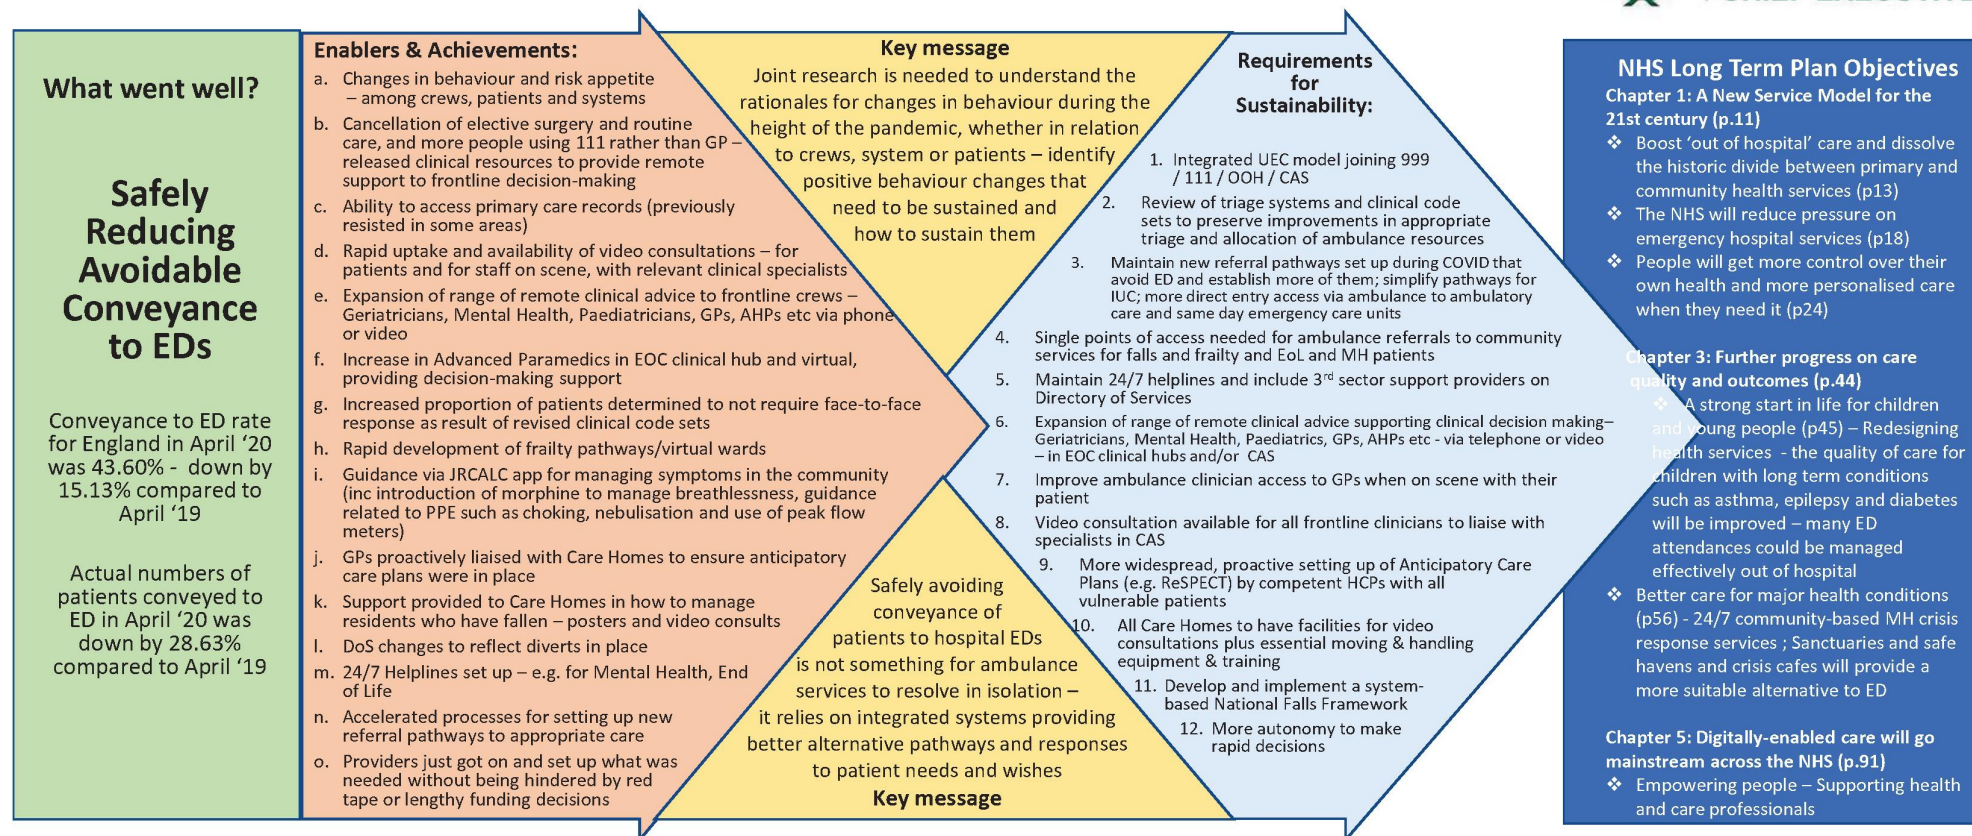 What went well?
Safely
Reducing
Avoidable
Conveyance
to EDs
Conveyance to ED rate
for England in April ‘20
was 43.60% - down by
15.13% compared to
April ‘19
Actual numbers of
patients conveyed to
ED in April ‘20 was
down by 28.63%
compared to April ‘19
Enablers & Achievements:
a. Changes in behaviour and risk appetite
– among crews, patients and systems
b. Cancellation of elective surgery and routine
care, and more people using 111 rather than GP –
released clinical resources to provide remote
support to frontline decision-making
c. Ability to access primary care records (previously
resisted in some areas)
d. Rapid uptake and availability of video consultations – for
patients and for staff on scene, with relevant clinical specialists
e. Expansion of range of remote clinical advice to frontline crews –
Geriatricians, Mental Health, Paediatricians, GPs, AHPs etc via phone
or video
f. Increase in Advanced Paramedics in EOC clinical hub and virtual,
providing decision-making support
g. Increased proportion of patients determined to not require face-to-face
response as result of revised clinical code sets
h. Rapid development of frailty pathways/virtual wards
i. Guidance via JRCALC app for managing symptoms in the community
(inc introduction of morphine to manage breathlessness, guidance
related to PPE such as choking, nebulisation and use of peak flow
meters)
j. GPs proactively liaised with Care Homes to ensure anticipatory
care plans were in place
k. Support provided to Care Homes in how to manage
residents who have fallen – posters and video consults
l. DoS changes to reflect diverts in place
m. 24/7 Helplines set up – e.g. for Mental Health, End
of Life
n. Accelerated processes for setting up new
referral pathways to appropriate care
o. Providers just got on and set up what was
needed without being hindered by red
tape or lengthy funding decisions
Key message
Joint research is needed to understand the
rationales for changes in behaviour during the
height of the pandemic, whether in relation
to crews, system or patients – identify
positive behaviour changes that
need to be sustained and
how to sustain them
Safely avoiding
conveyance of
patients to hospital EDs
is not something for ambulance
services to resolve in isolation –
it relies on integrated systems providing
better alternative pathways and responses
to patient needs and wishes
Key message
Requirements
for
Sustainability:
1. Integrated UEC model joining 999
/ 111 / OOH / CAS
2. Review of triage systems and clinical code
sets to preserve improvements in appropriate
triage and allocation of ambulance resources
3. Maintain new referral pathways set up during COVID that
avoid ED and establish more of them; simplify pathways for
IUC; more direct entry access via ambulance to ambulatory
care and same day emergency care units
4. Single points of access needed for ambulance referrals to community
services for falls and frailty and EoL and MH patients
5. Maintain 24/7 helplines and include 3rd sector support providers on
Directory of Services
6. Expansion of range of remote clinical advice supporting clinical decision making–
Geriatricians, Mental Health, Paediatrics, GPs, AHPs etc - via telephone or video
– in EOC clinical hubs and/or CAS
7. Improve ambulance clinician access to GPs when on scene with their
patient
8. Video consultation available for all frontline clinicians to liaise with
specialists in CAS
9. More widespread, proactive setting up of Anticipatory Care
Plans (e.g. ReSPECT) by competent HCPs with all
vulnerable patients
10. All Care Homes to have facilities for video
consultations plus essential moving & handling
equipment & training
11. Develop and implement a system-
based National Falls Framework
12. More autonomy to make
rapid decisions
NHS Long Term Plan Objectives
Chapter 1: A New Service Model for the
21st century (p.11)
❖ Boost ‘out of hospital’ care and dissolve
the historic divide between primary and
community health services (p13)
❖ The NHS will reduce pressure on
emergency hospital services (p18)
❖ People will get more control over their
own health and more personalised care
when they need it (p24)
Chapter 3: Further progress on care
quality and outcomes (p.44)
❖ A strong start in life for children
and young people (p45) – Redesigning
health services - the quality of care for
children with long term conditions
such as asthma, epilepsy and diabetes
will be improved – many ED
attendances could be managed
effectively out of hospital
❖ Better care for major health conditions
(p56) - 24/7 community-based MH crisis
response services ; Sanctuaries and safe
havens and crisis cafes will provide a
more suitable alternative to ED
Chapter 5: Digitally-enabled care will go
mainstream across the NHS (p.91)
❖ Empowering people – Supporting health
and care professionals